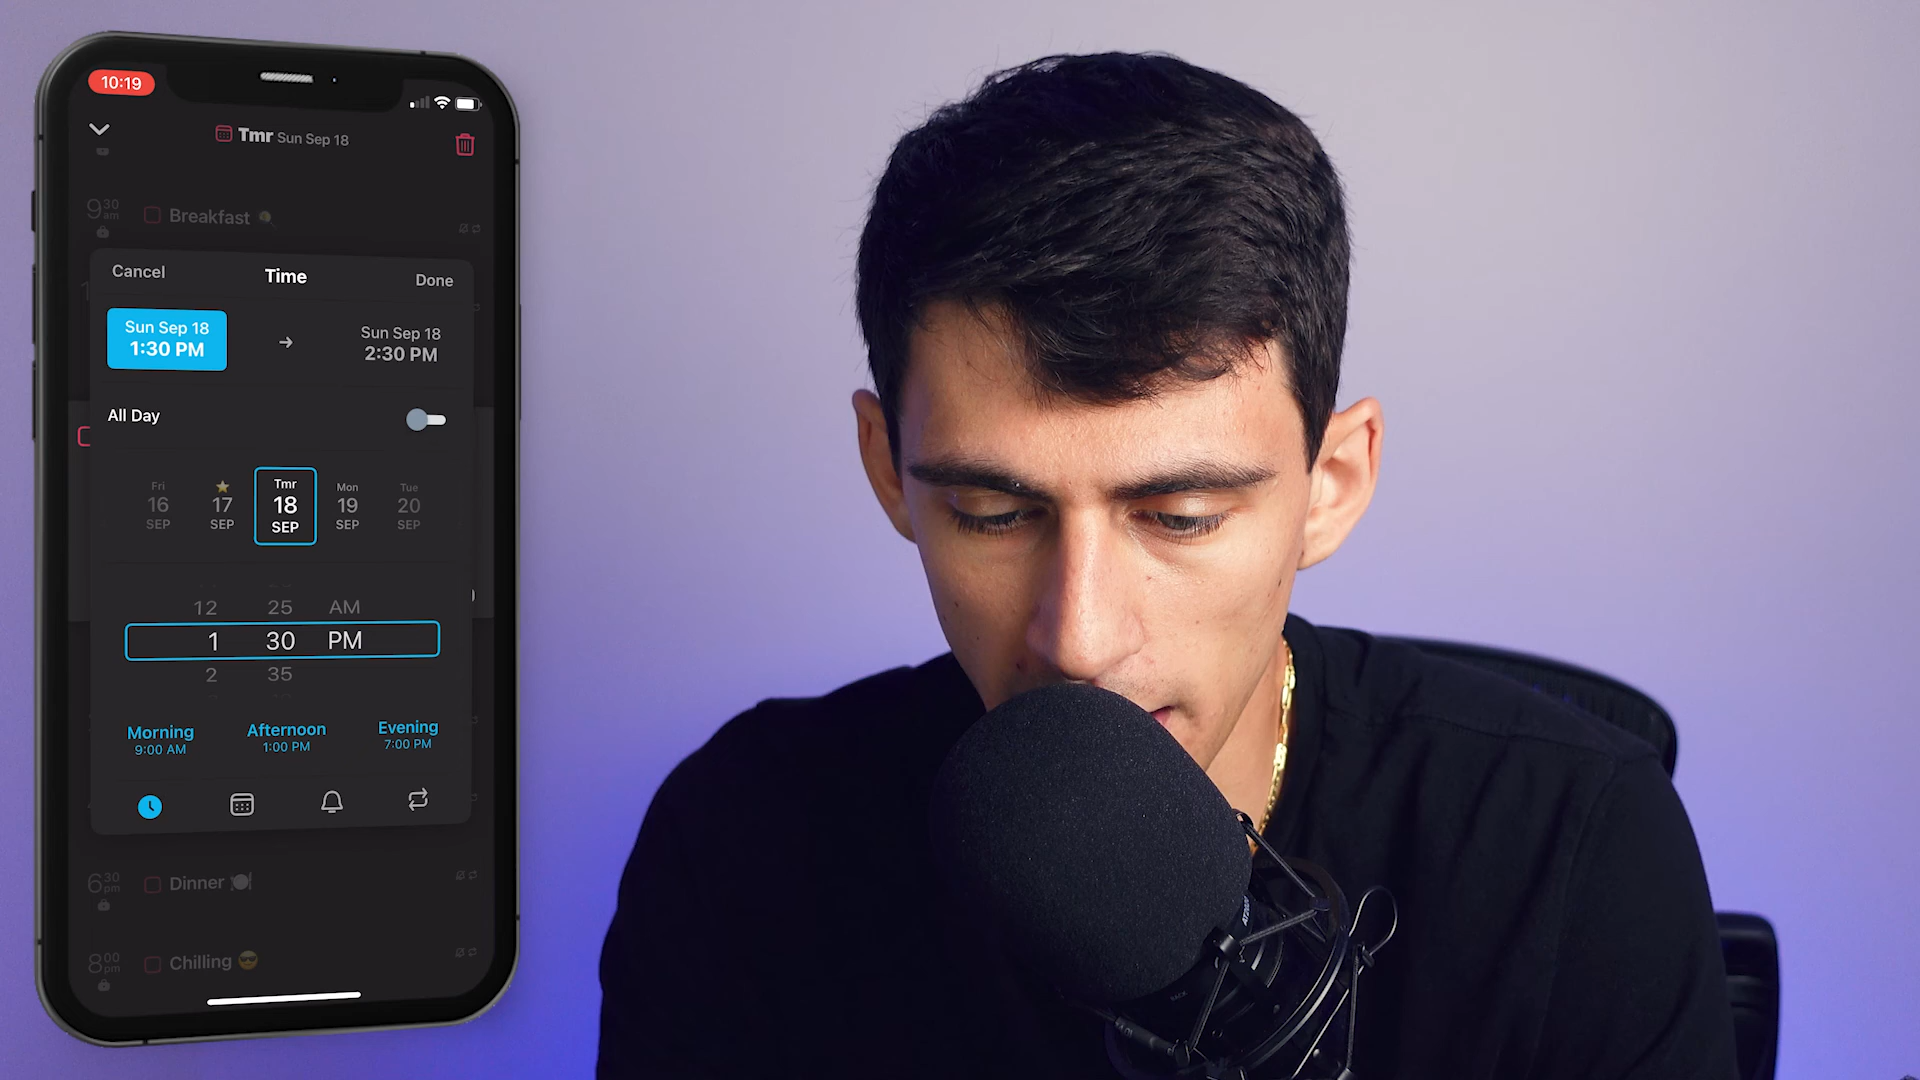 10:19
Tmr Sun Sep 18
9 30 am Breakfast
Cancel Time Done
Sun Sep 18 Sun Sep 18
1:30 PM → 2:30 PM
All Day
Fri Tmr Mon Tue
16 17 18 19 20
SEP SEP SEP SEP SEP
12 25 AM
1 30 PM
2 35
Morning Afternoon Evening
9:00 AM 1:00 PM 7:00 PM
6 30 pm Dinner
8 00 pm Chilling